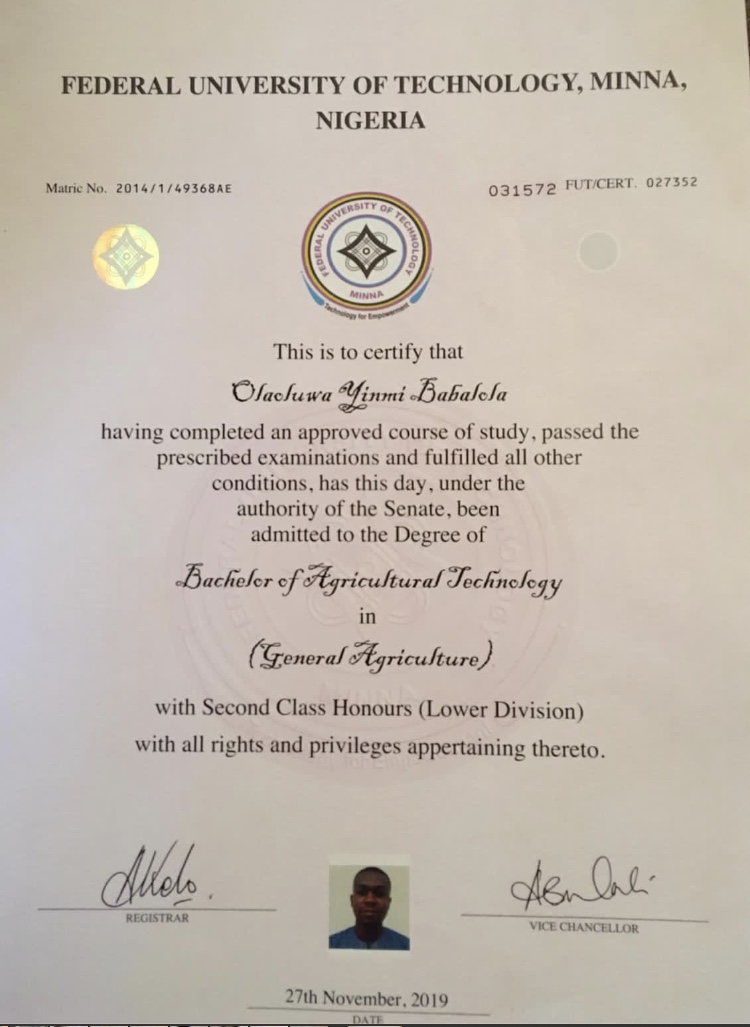 FEDERAL UNIVERSITY OF TECHNOLOGY, MINNA,
NIGERIA
Matric No. 2014/1/49368AE
031572 FUT/CERT. 027352
FEDERAL UNIVERSITY OF TECHNOLOGY
MINNA
Technology for Empowerment
This is to certify that
Olaoluwa Yinmi Babalola
having completed an approved course of study, passed the
prescribed examinations and fulfilled all other
conditions, has this day, under the
authority of the Senate, been
admitted to the Degree of
Bachelor of Agricultural Technology
in
(General Agriculture)
with Second Class Honours (Lower Division)
with all rights and privileges appertaining thereto.
REGISTRAR
VICE CHANCELLOR
27th November, 2019
DATE